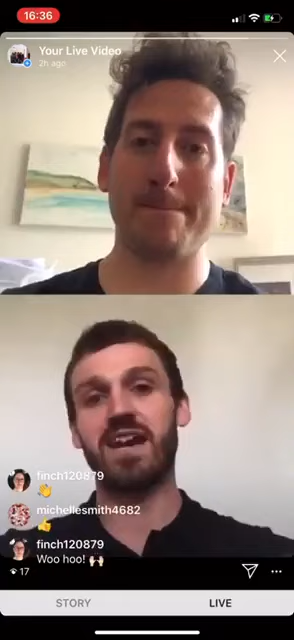 16:36
Your Live Video
2h ago
finch120879
👏
michellesmith4682
👍
finch120879
Woo hoo! 🙌🏻
17
STORY
LIVE